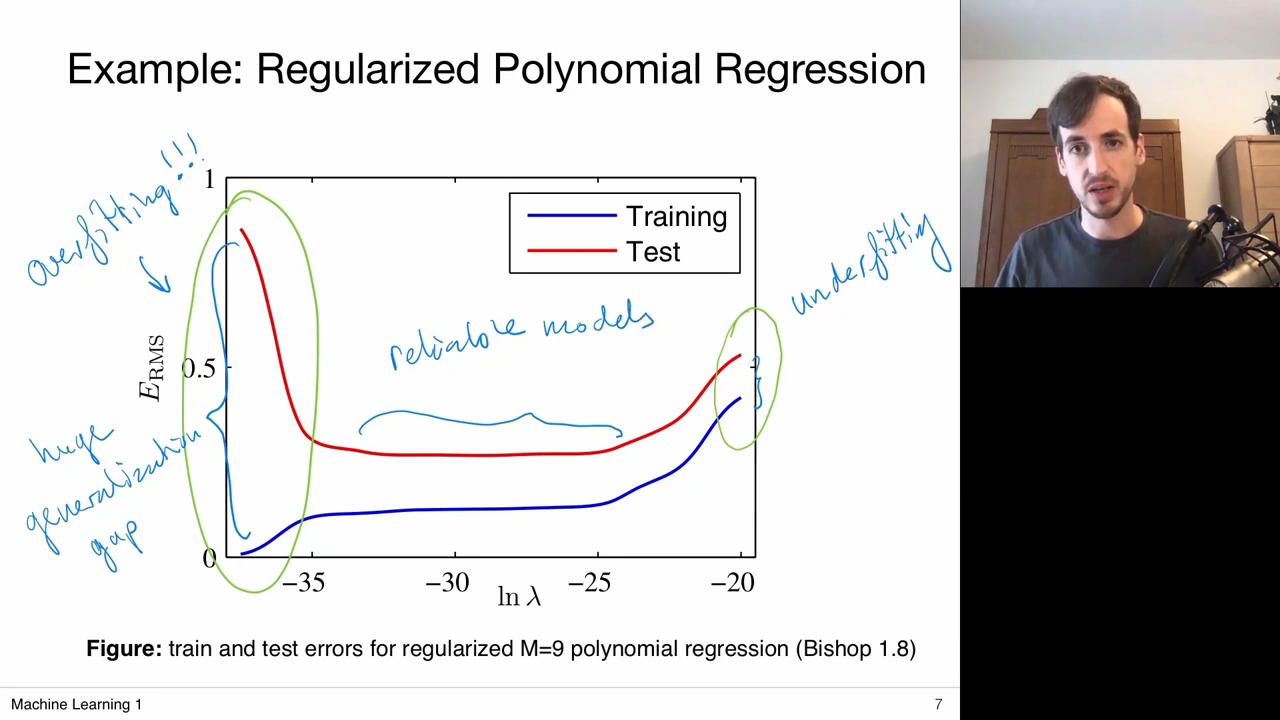 Example: Regularized Polynomial Regression
overfitting!!!
1
Training
Test
underfittig
reliable models
E_RMS
0.5
huge
generalization
gap
0
−35
−30
−25
−20
ln λ
Figure: train and test errors for regularized M=9 polynomial regression (Bishop 1.8)
Machine Learning 1
7